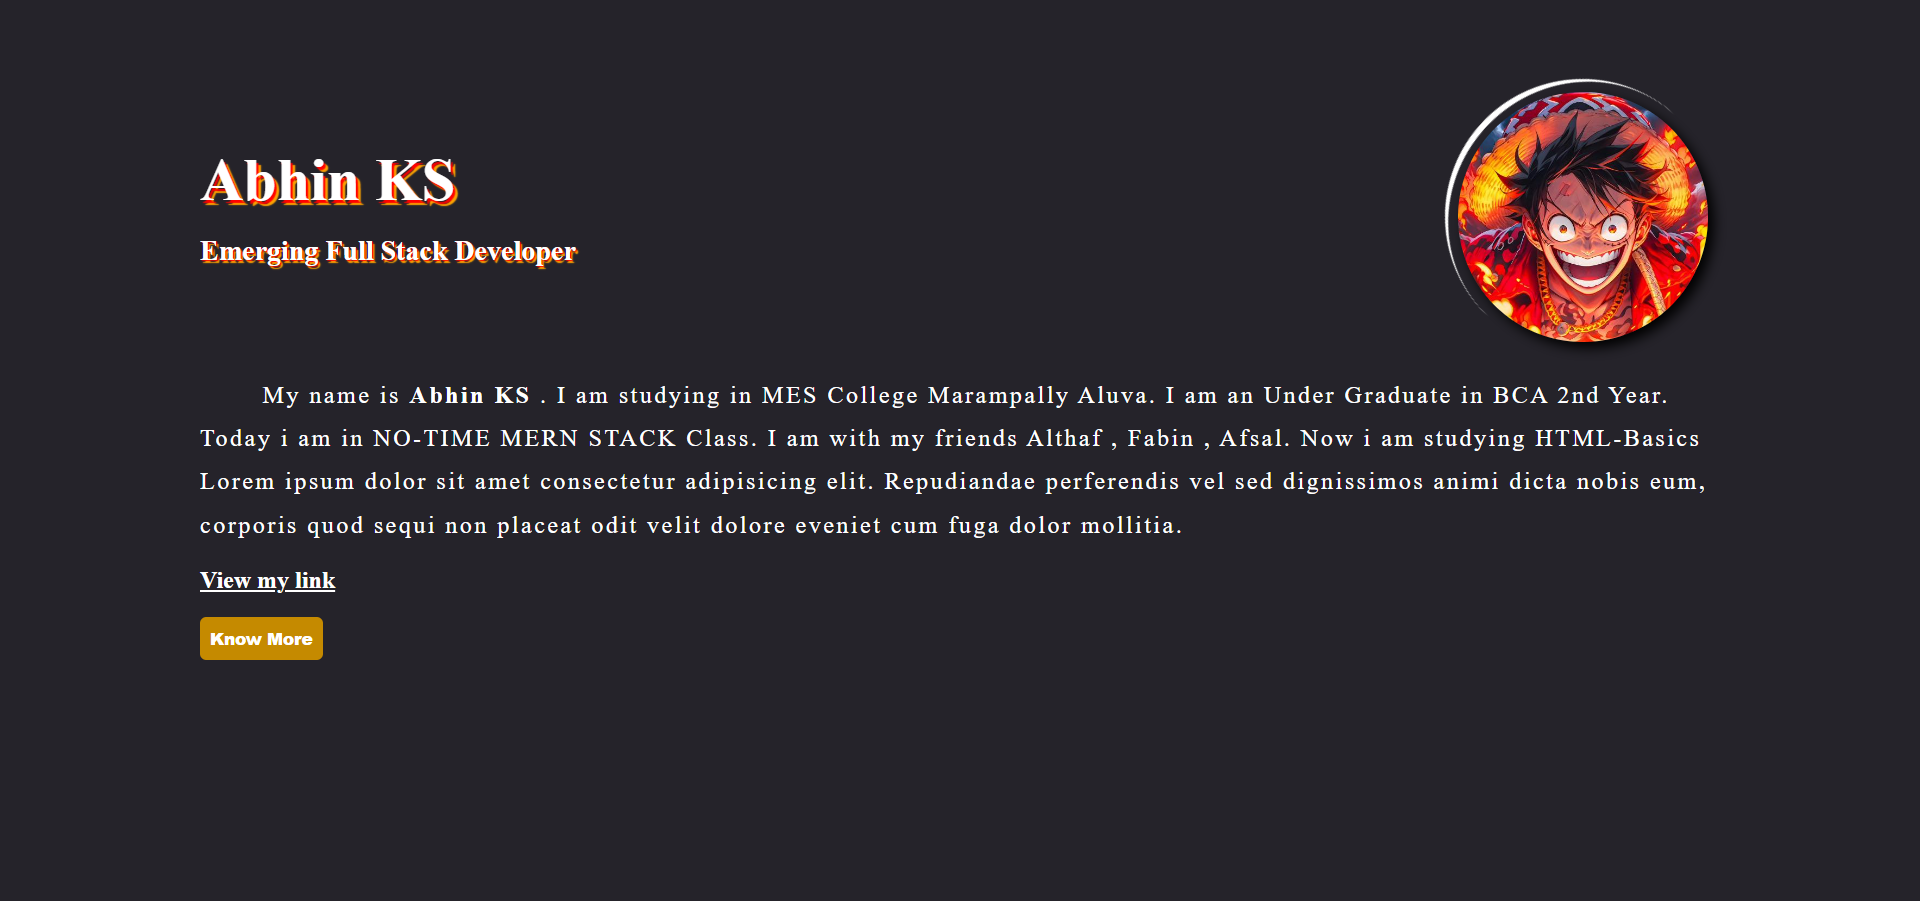 Abhin KS
Emerging Full Stack Developer
My name is Abhin KS . I am studying in MES College Marampally Aluva. I am an Under Graduate in BCA 2nd Year.
Today i am in NO-TIME MERN STACK Class. I am with my friends Althaf , Fabin , Afsal. Now i am studying HTML-Basics
Lorem ipsum dolor sit amet consectetur adipisicing elit. Repudiandae perferendis vel sed dignissimos animi dicta nobis eum,
corporis quod sequi non placeat odit velit dolore eveniet cum fuga dolor mollitia.
View my link
Know More